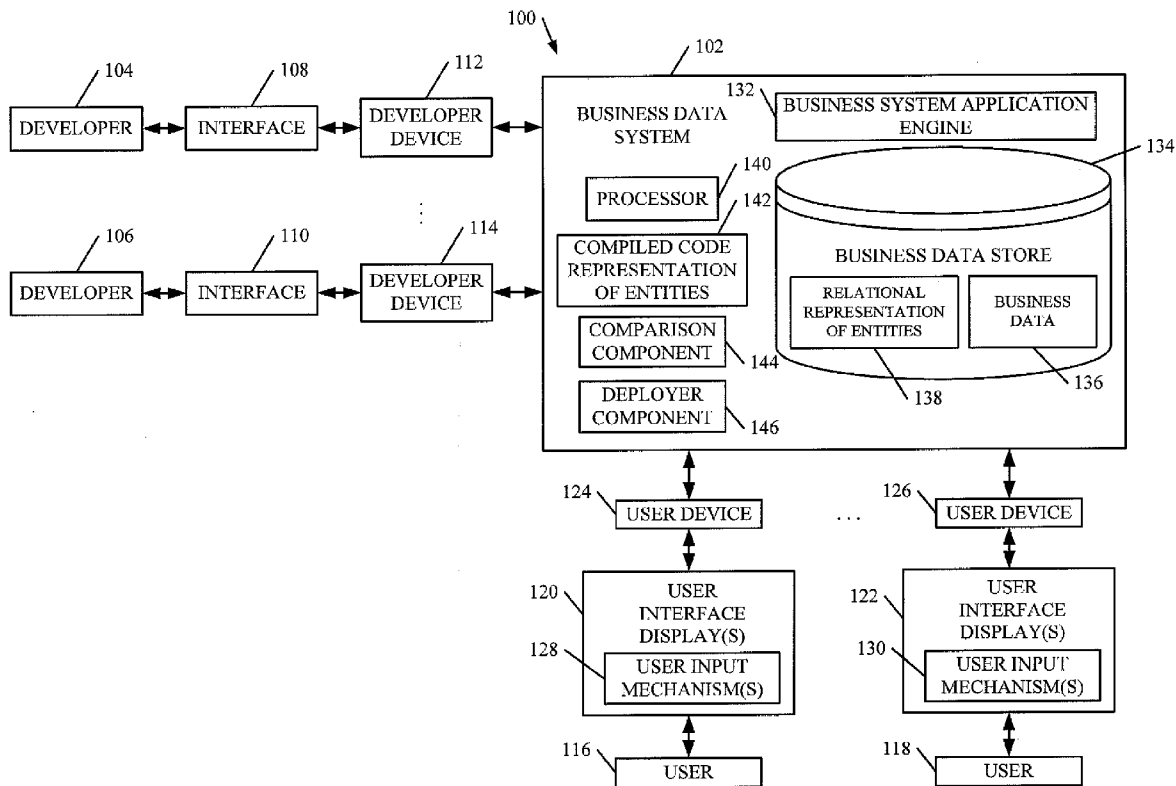 100
102
104
108
112
DEVELOPER
INTERFACE
DEVELOPER
DEVICE
BUSINESS DATA
SYSTEM
132
BUSINESS SYSTEM APPLICATION
ENGINE
134
140
PROCESSOR
142
...
106
110
114
DEVELOPER
INTERFACE
DEVELOPER
DEVICE
COMPILED CODE
REPRESENTATION
OF ENTITIES
BUSINESS DATA STORE
RELATIONAL
REPRESENTATION
OF ENTITIES
BUSINESS
DATA
COMPARISON
COMPONENT
144
138
136
DEPLOYER
COMPONENT
146
124
USER DEVICE
...
126
USER DEVICE
120
USER
INTERFACE
DISPLAY(S)
128
USER INPUT
MECHANISM(S)
122
USER
INTERFACE
DISPLAY(S)
130
USER INPUT
MECHANISM(S)
116
USER
118
USER